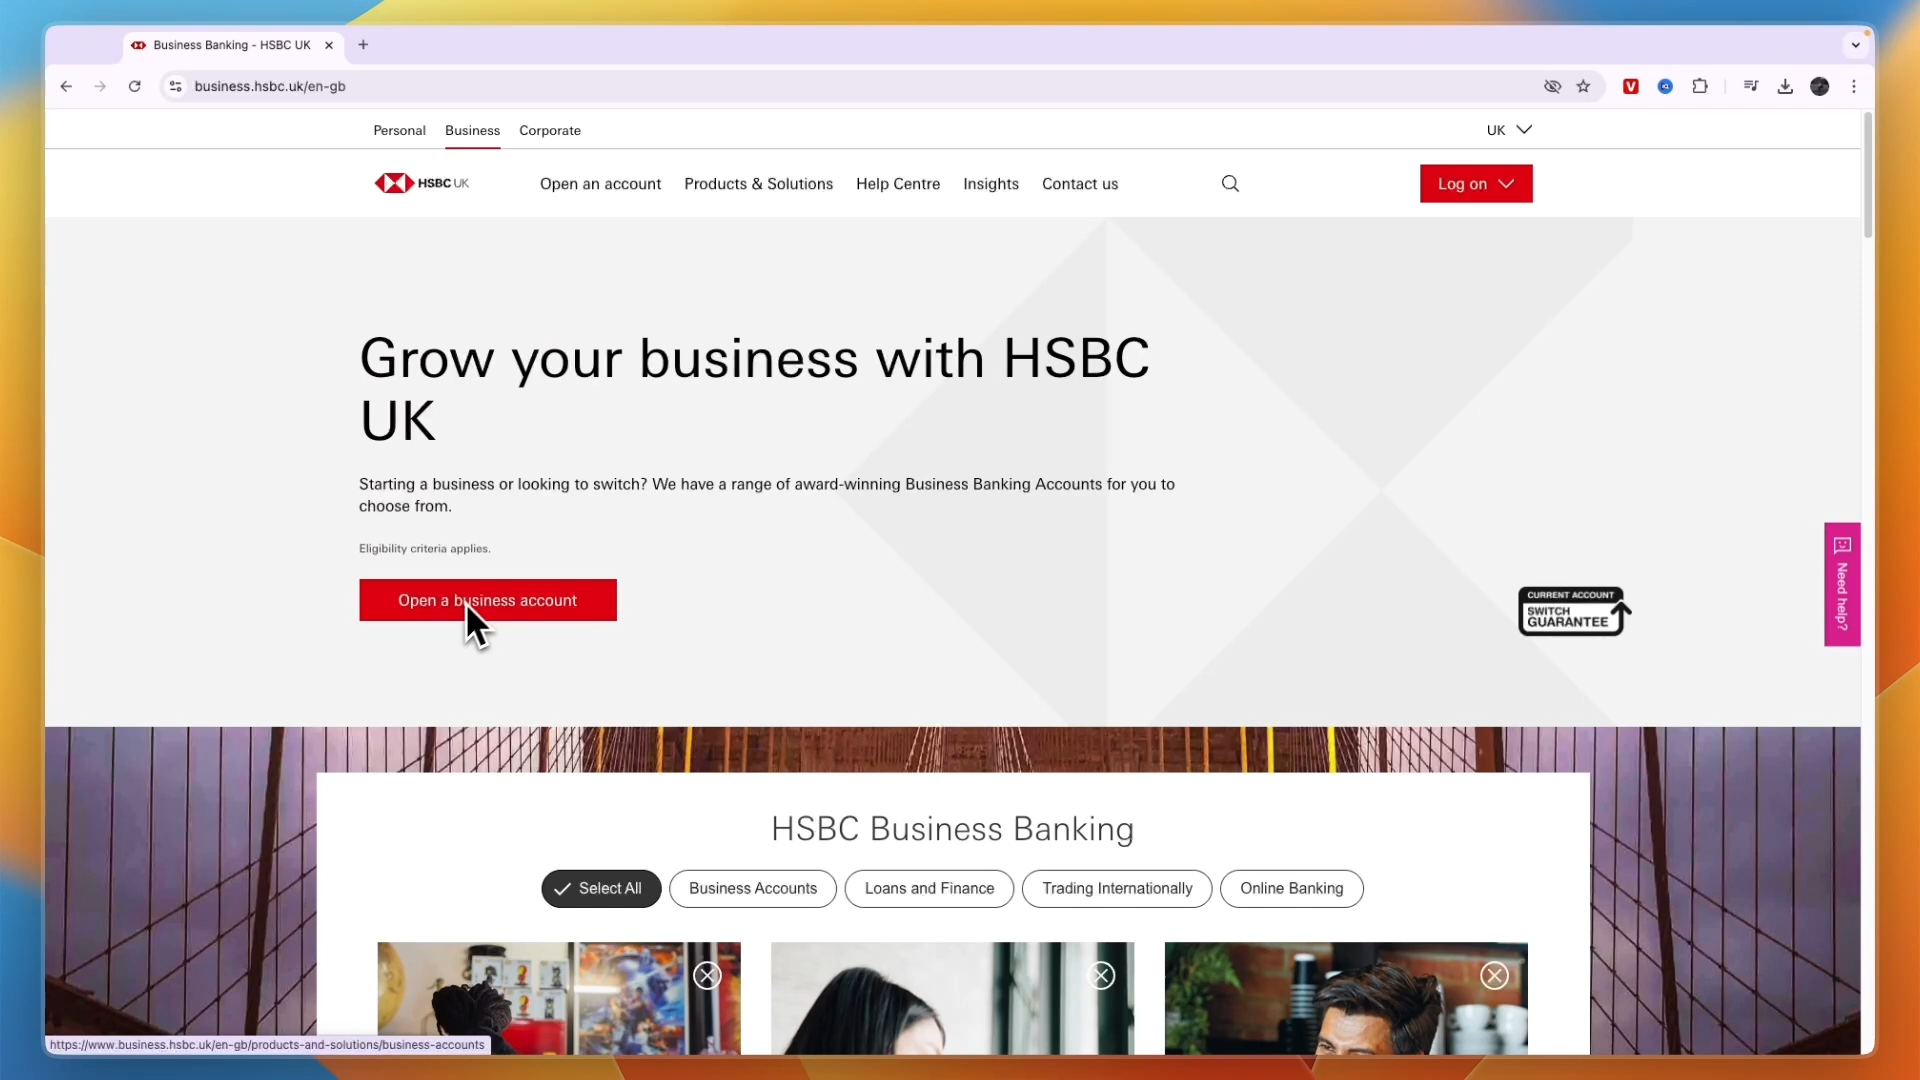 Business Banking - HSBC UK
business.hsbc.uk/en-gb
Personal Business Corporate
UK
HSBC UK
Open an account Products & Solutions Help Centre Insights Contact us
Log on
Grow your business with HSBC
UK
Starting a business or looking to switch? We have a range of award-winning Business Banking Accounts for you to
choose from.
Eligibility criteria applies.
Open a business account
CURRENT ACCOUNT
SWITCH
GUARANTEE
Need help?
HSBC Business Banking
Select All Business Accounts Loans and Finance Trading Internationally Online Banking
https://www.business.hsbc.uk/en-gb/products-and-solutions/business-accounts